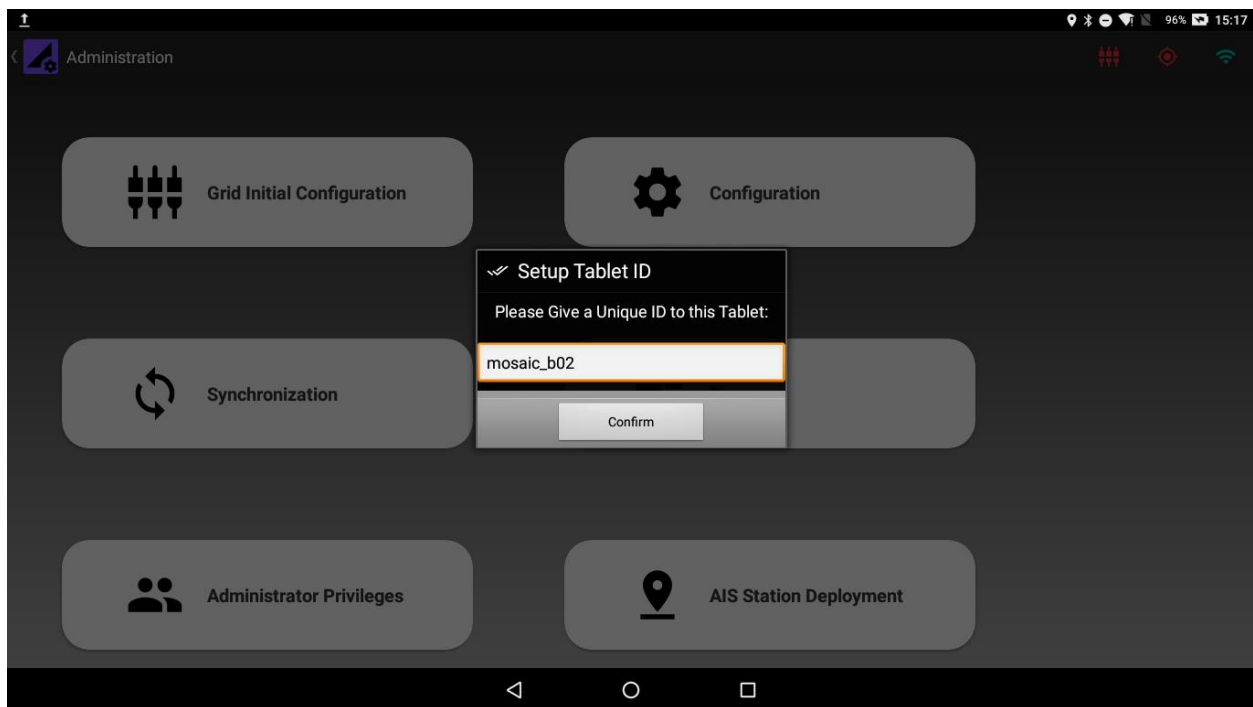 96% 15:17
Administration
Grid Initial Configuration
Configuration
Setup Tablet ID
Please Give a Unique ID to this Tablet:
mosaic_b02
Confirm
Synchronization
Administrator Privileges
AIS Station Deployment